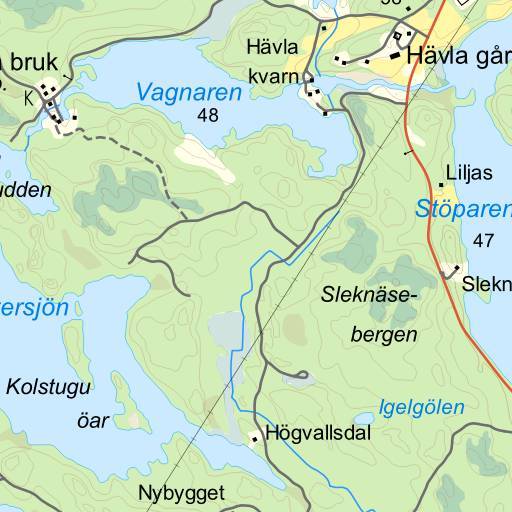 Hävla
kvarn
Hävla går
bruk
K
Vagnaren
48
Liljas
udden
Stöparen
47
Slekn
Sleknäse-
bergen
ersjön
Kolstugu
öar
Igelgölen
Högvallsdal
Nybygget